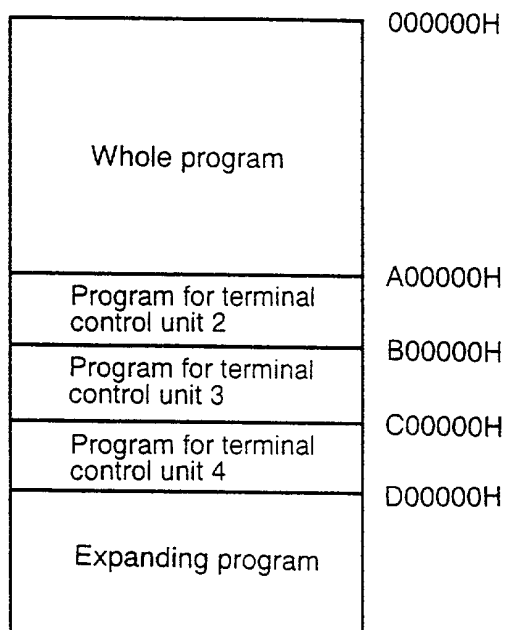 000000H
Whole program
A00000H
Program for terminal
control unit 2
B00000H
Program for terminal
control unit 3
C00000H
Program for terminal
control unit 4
D00000H
Expanding program